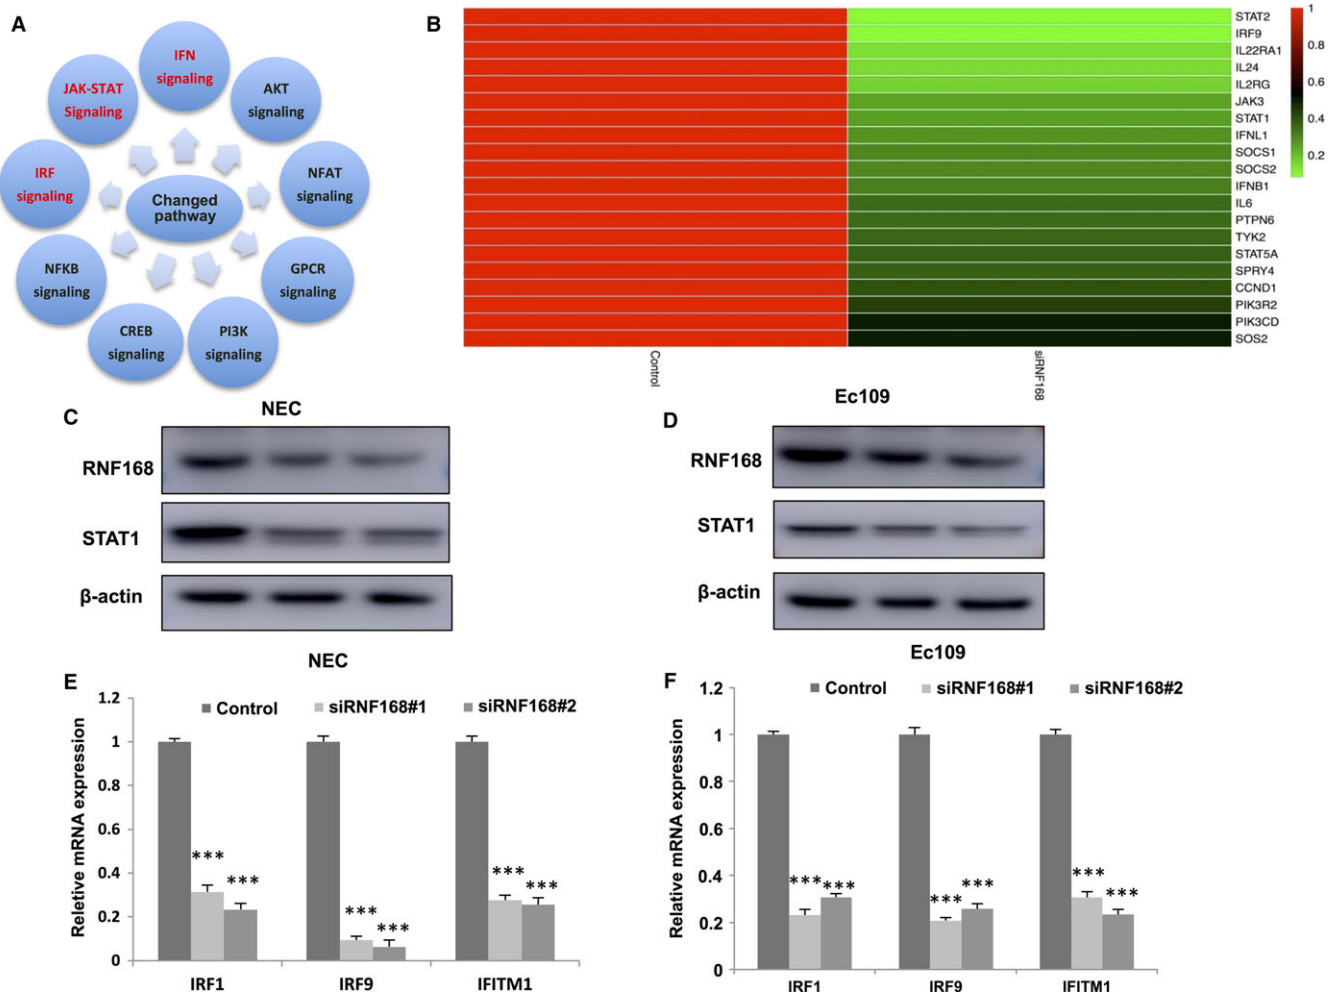 A
IFN
signaling
JAK-STAT
Signaling
AKT
signaling
IRF
signaling
NFAT
signaling
Changed
pathway
NFKB
signaling
GPCR
signaling
CREB
signaling
PI3K
signaling
B
STAT2
IRF9
IL22RA1
IL24
IL2RG
JAK3
STAT1
IFNL1
SOCS1
SOCS2
IFNB1
IL6
PTPN6
TYK2
STAT5A
SPRY4
CCND1
PIK3R2
PIK3CD
SOS2
1
0.8
0.6
0.4
0.2
Control
siRNF168
C
NEC
RNF168
STAT1
β-actin
D
Ec109
RNF168
STAT1
β-actin
E
NEC
Control
siRNF168#1
siRNF168#2
Reletive mRNA expression
1.2
1
0.8
0.6
0.4
0.2
0
*** ***
*** ***
*** ***
IRF1
IRF9
IFITM1
F
Ec109
Control
siRNF168#1
siRNF168#2
Relative mRNA expression
1.2
1
0.8
0.6
0.4
0.2
0
*** ***
*** ***
*** ***
IRF1
IRF9
IFITM1